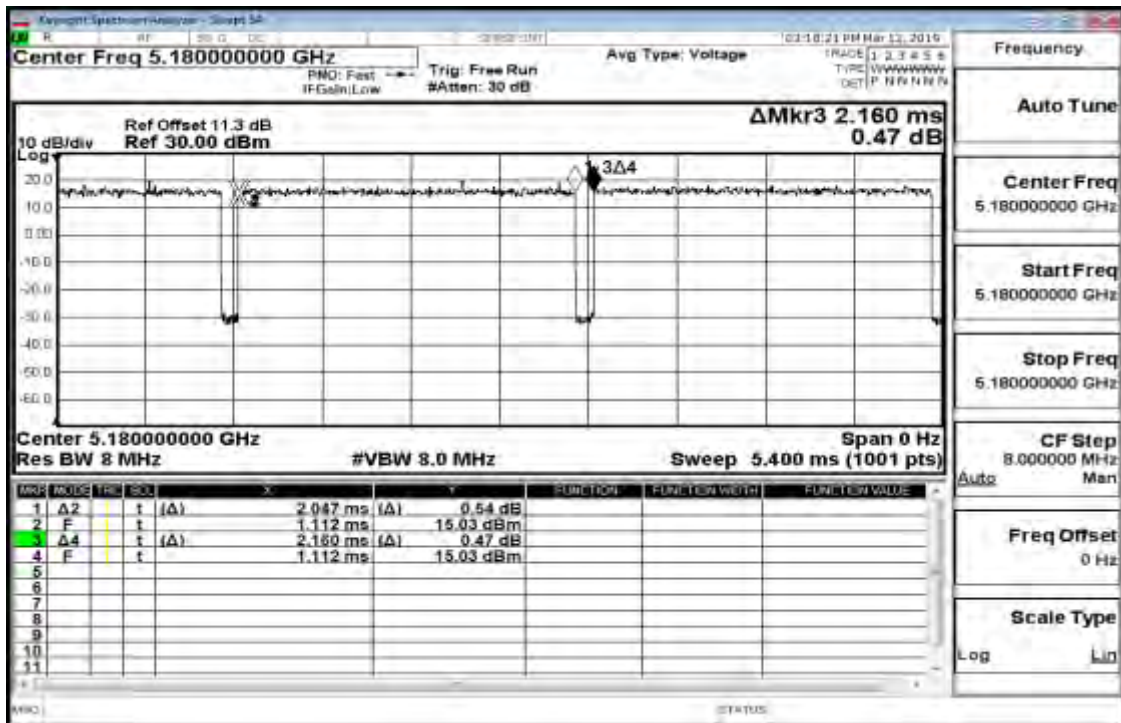 Keysight Spectrum Analyzer - Swept SA
R RF DC SENSE:INT 03:18:21 PM Mar 12, 2019
Center Freq 5.180000000 GHz
PNO: Fast
IFGain:Low
Trig: Free Run
#Atten: 30 dB
Avg Type: Voltage
TRACE 1 2 3 4 5 6
TYPE WWWWWW
DET P N N N N N
Frequency
Auto Tune
Center Freq
5.180000000 GHz
Start Freq
5.180000000 GHz
Stop Freq
5.180000000 GHz
CF Step
8.000000 MHz
Auto Man
Freq Offset
0 Hz
Scale Type
Log Lin
ΔMkr3 2.160 ms
0.47 dB
Ref Offset 11.3 dB
10 dB/div Ref 30.00 dBm
Log
3Δ4
20.0
10.0
0.00
-10.0
-20.0
-30.0
-40.0
-50.0
-60.0
Center 5.180000000 GHz Span 0 Hz
Res BW 8 MHz #VBW 8.0 MHz Sweep 5.400 ms (1001 pts)
MKR MODE TRC SCL X Y FUNCTION FUNCTION WIDTH FUNCTION VALUE
1 Δ2 t (Δ) 2.047 ms (Δ) 0.54 dB
2 F t 1.112 ms 15.03 dBm
3 Δ4 t (Δ) 2.160 ms (Δ) 0.47 dB
4 F t 1.112 ms 15.03 dBm
5
6
7
8
9
10
11
MSG STATUS